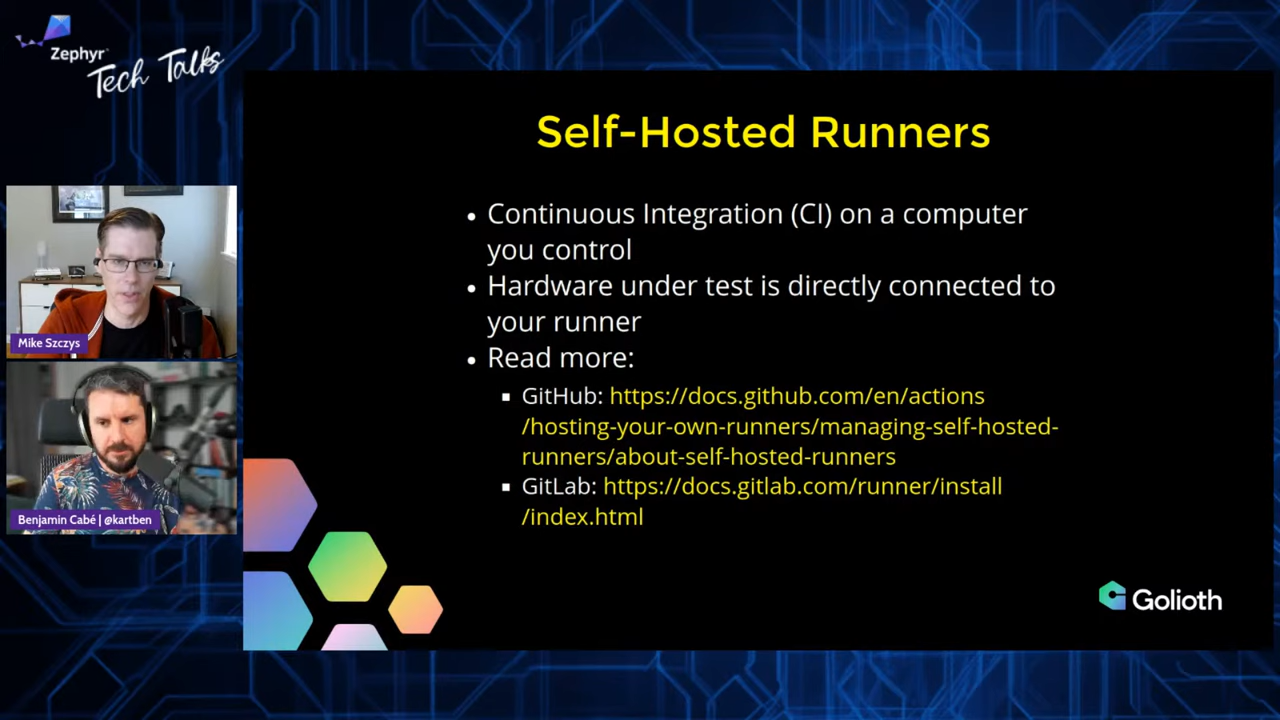 Zephyr
Tech Talks
Self-Hosted Runners
Continuous Integration (CI) on a computer
you control
Hardware under test is directly connected to
your runner
Read more:
GitHub: https://docs.github.com/en/actions
/hosting-your-own-runners/managing-self-hosted-
runners/about-self-hosted-runners
GitLab: https://docs.gitlab.com/runner/install
/index.html
Mike Szczys
Benjamin Cabé | @kartben
Golioth